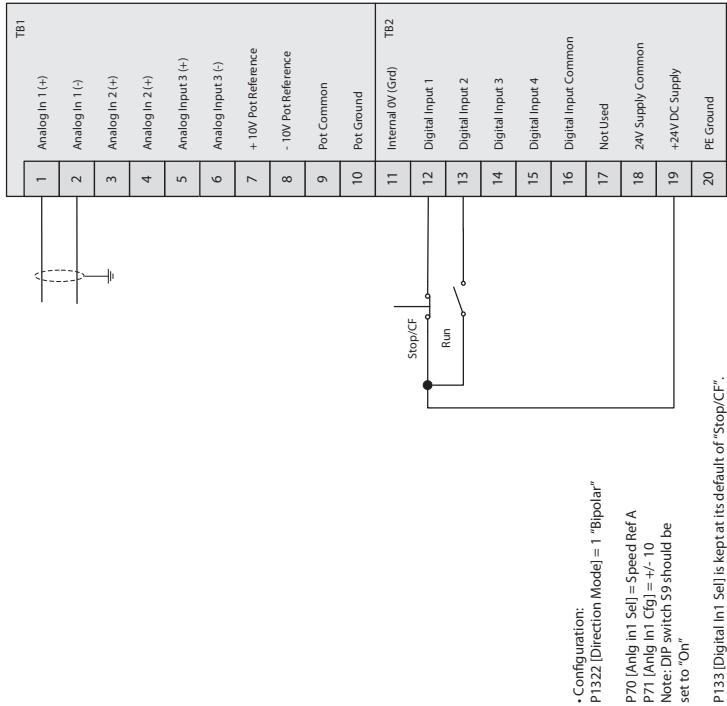 TB1
1 Analog In 1 (+)
2 Analog In 1 (-)
3 Analog In 2 (+)
4 Analog In 2 (+)
5 Analog Input 3 (+)
6 Analog Input 3 (-)
7 + 10V Pot Reference
8 - 10V Pot Reference
9 Pot Common
10 Pot Ground
TB2
11 Internal 0V (Grd)
12 Digital Input 1
13 Digital Input 2
14 Digital Input 3
15 Digital Input 4
16 Digital Input Common
17 Not Used
18 24V Supply Common
19 +24V DC Supply
20 PE Ground
Stop/CF
Run
• Configuration:
P1322 [Direction Mode] = 1 “Bipolar”
P70 [Anlg in1 Sel] = Speed Ref A
P71 [Anlg In1 Cfg] = +/- 10
Note: DIP switch S9 should be
set to “On”
P133 [Digital In1 Sel] is kept at its default of “Stop/CF”.